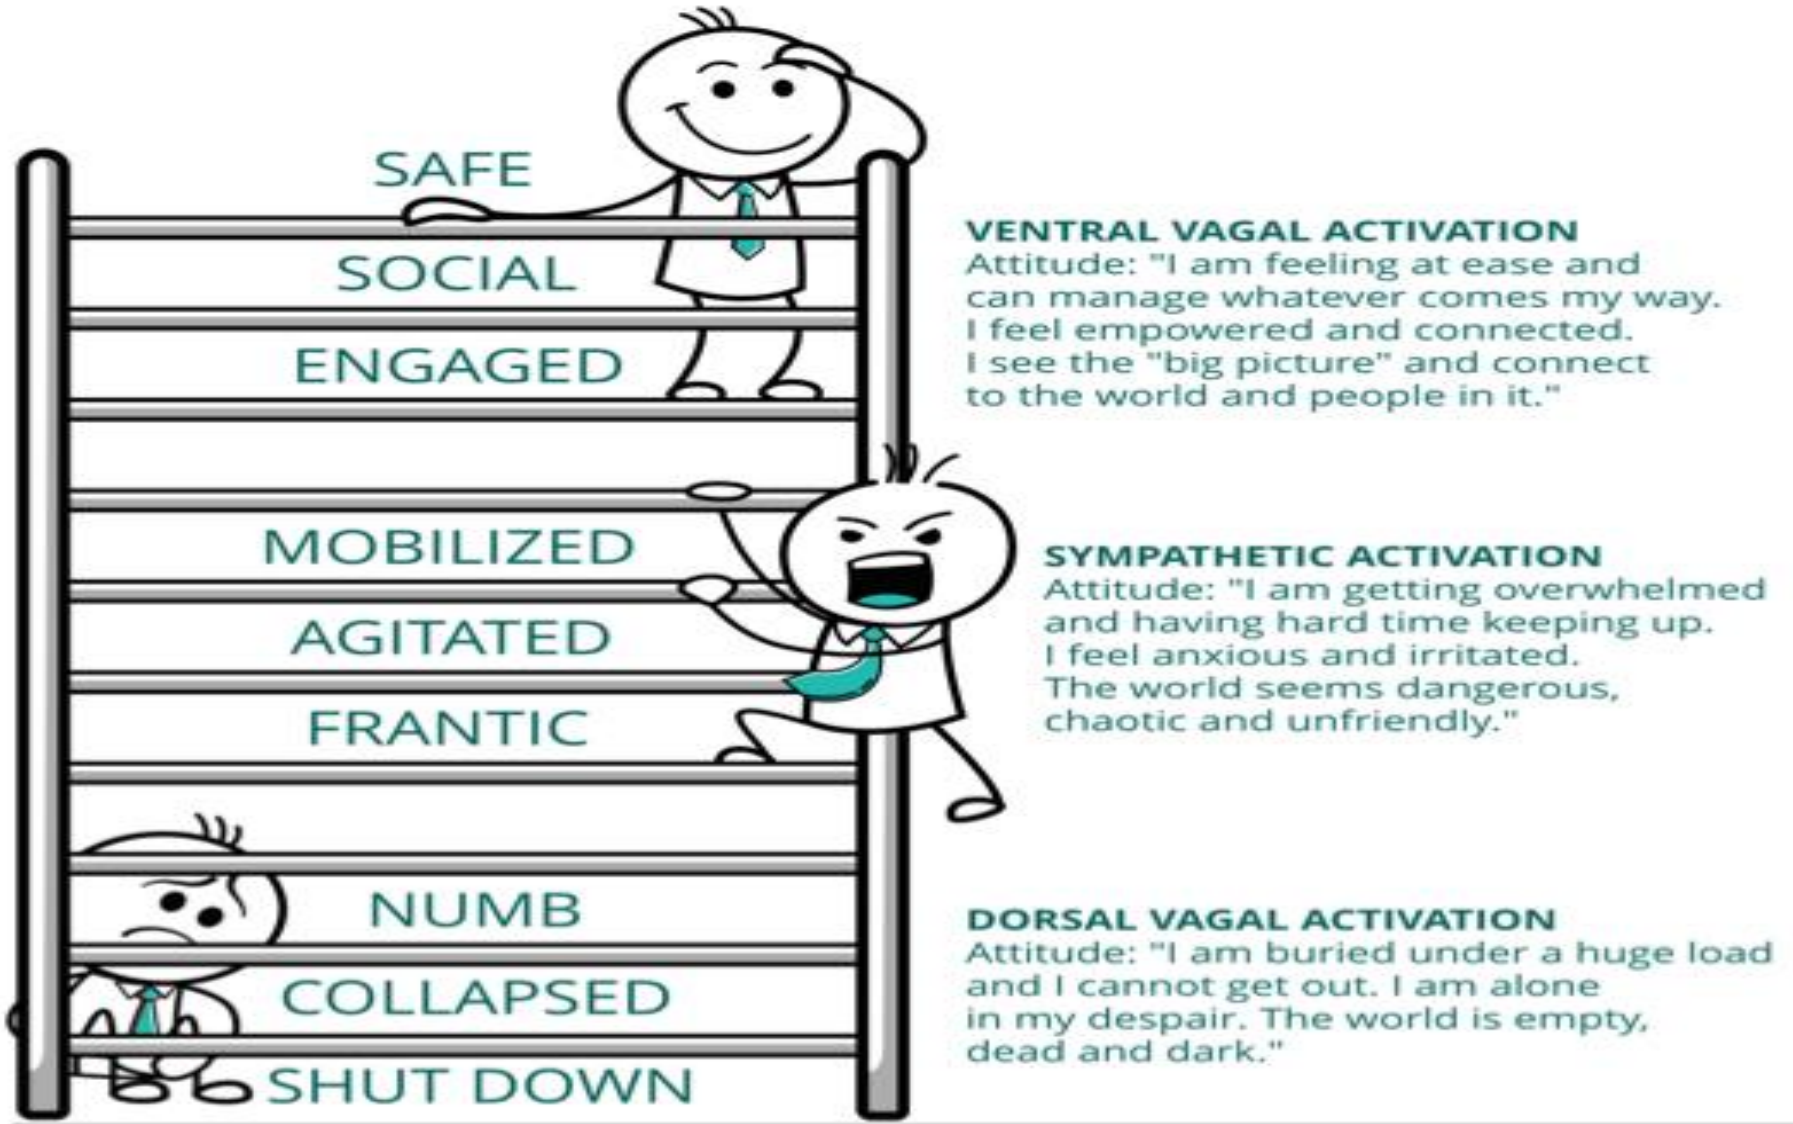 SAFE
SOCIAL
ENGAGED
VENTRAL VAGAL ACTIVATION
Attitude: "I am feeling at ease and
can manage whatever comes my way.
I feel empowered and connected.
I see the "big picture" and connect
to the world and people in it."
MOBILIZED
AGITATED
FRANTIC
SYMPATHETIC ACTIVATION
Attitude: "I am getting overwhelmed
and having hard time keeping up.
I feel anxious and irritated.
The world seems dangerous,
chaotic and unfriendly."
NUMB
COLLAPSED
SHUT DOWN
DORSAL VAGAL ACTIVATION
Attitude: "I am buried under a huge load
and I cannot get out. I am alone
in my despair. The world is empty,
dead and dark."